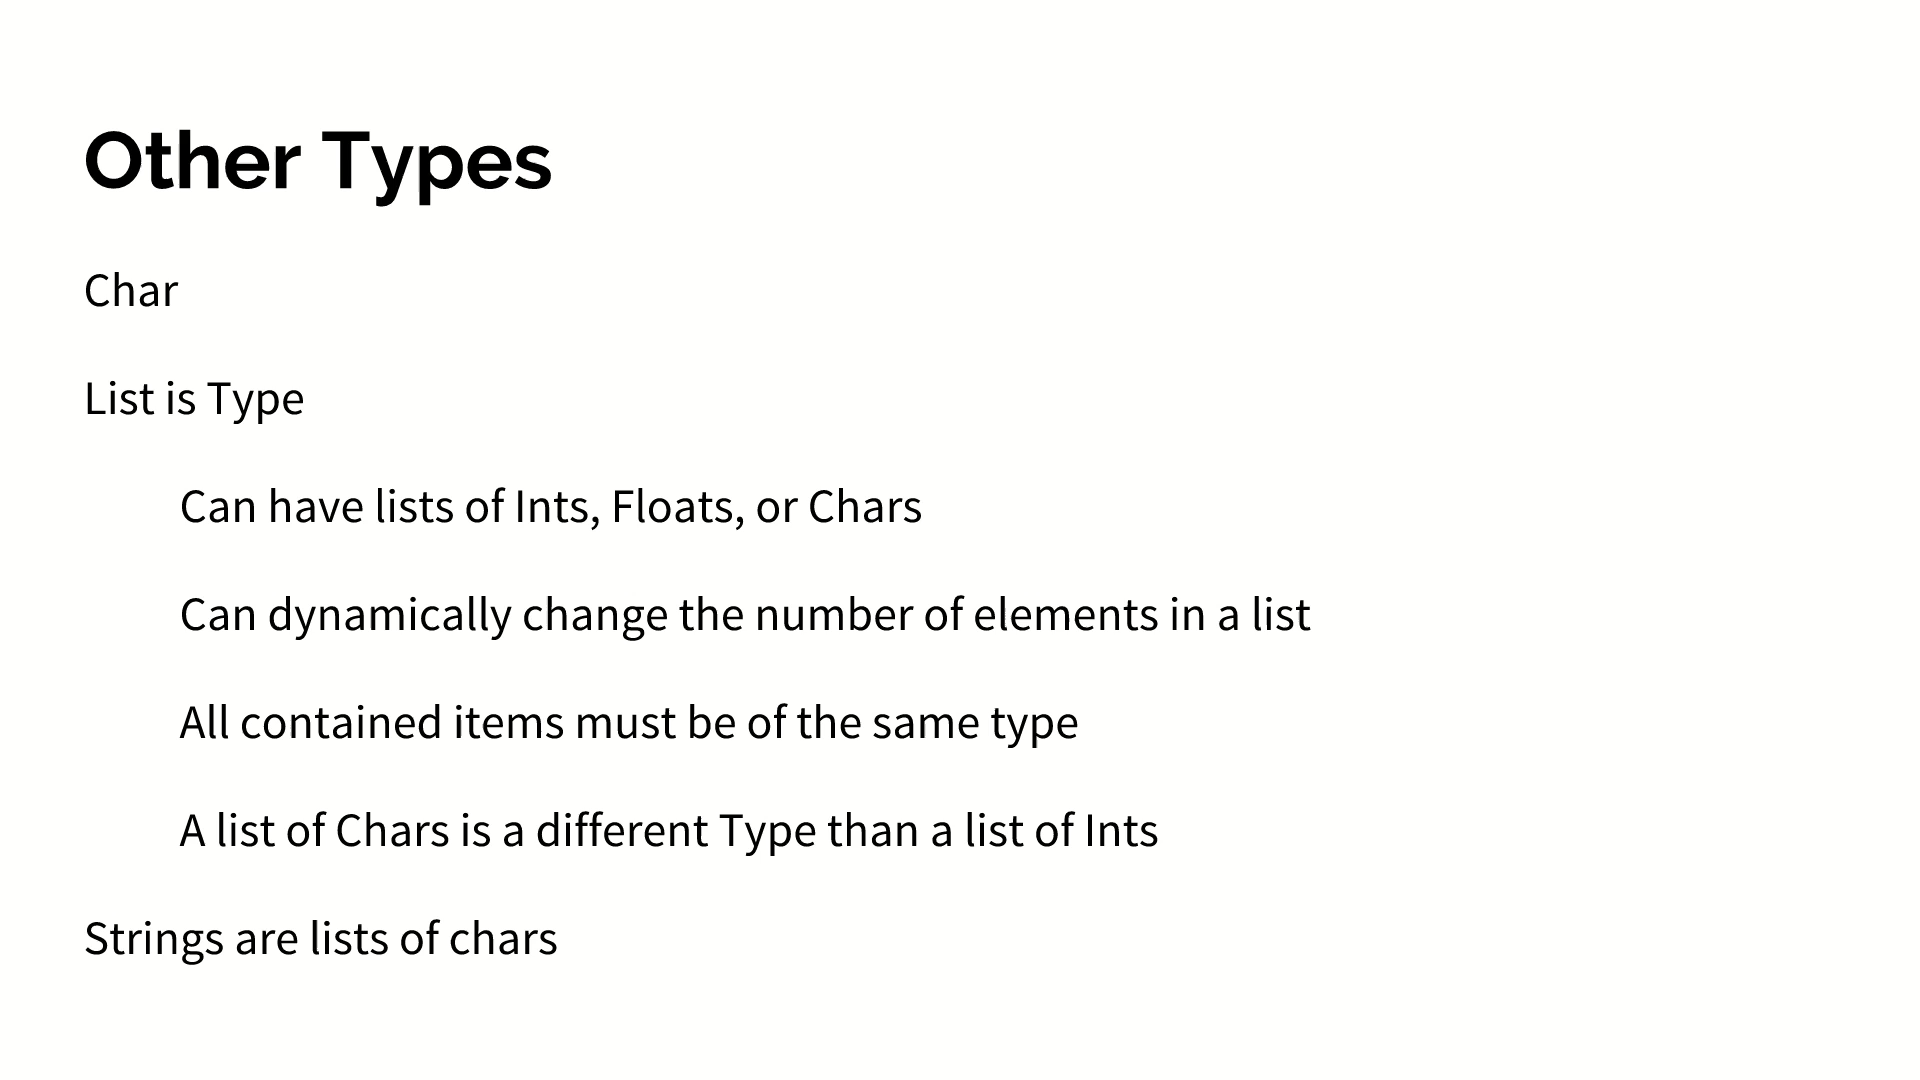 Other Types
Char
List is Type
Can have lists of Ints, Floats, or Chars
Can dynamically change the number of elements in a list
All contained items must be of the same type
A list of Chars is a different Type than a list of Ints
Strings are lists of chars